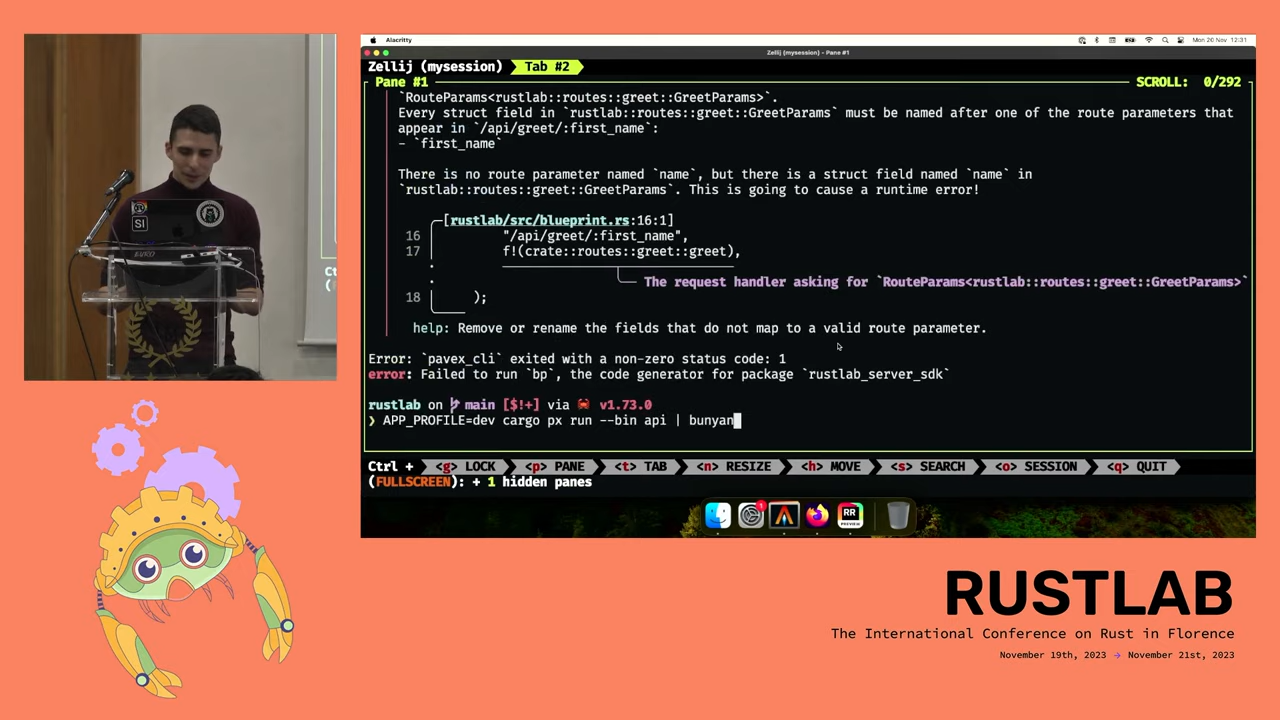 Alacritty
Mon 20 Nov 12:31
Zellij (mysession) - Pane #1
Zellij (mysession) Tab #2
Pane #1 SCROLL: 0/292
`RouteParams<rustlab::routes::greet::GreetParams>`.
Every struct field in `rustlab::routes::greet::GreetParams` must be named after one of the route parameters that
appear in `/api/greet/:first_name`:
- `first_name`
There is no route parameter named `name`, but there is a struct field named `name` in
`rustlab::routes::greet::GreetParams`. This is going to cause a runtime error!
[rustlab/src/blueprint.rs:16:1]
16 "/api/greet/:first_name",
17 f!(crate::routes::greet::greet),
The request handler asking for `RouteParams<rustlab::routes::greet::GreetParams>`
18 );
help: Remove or rename the fields that do not map to a valid route parameter.
Error: `pavex_cli` exited with a non-zero status code: 1
error: Failed to run `bp`, the code generator for package `rustlab_server_sdk`
rustlab on main [$!+] via 🦀 v1.73.0
❯ APP_PROFILE=dev cargo px run --bin api | bunyan
Ctrl + <g> LOCK <p> PANE <t> TAB <n> RESIZE <h> MOVE <s> SEARCH <o> SESSION <q> QUIT
(FULLSCREEN): + 1 hidden panes
SI
RR
PREVIEW
RUSTLAB
The International Conference on Rust in Florence
November 19th, 2023 → November 21st, 2023